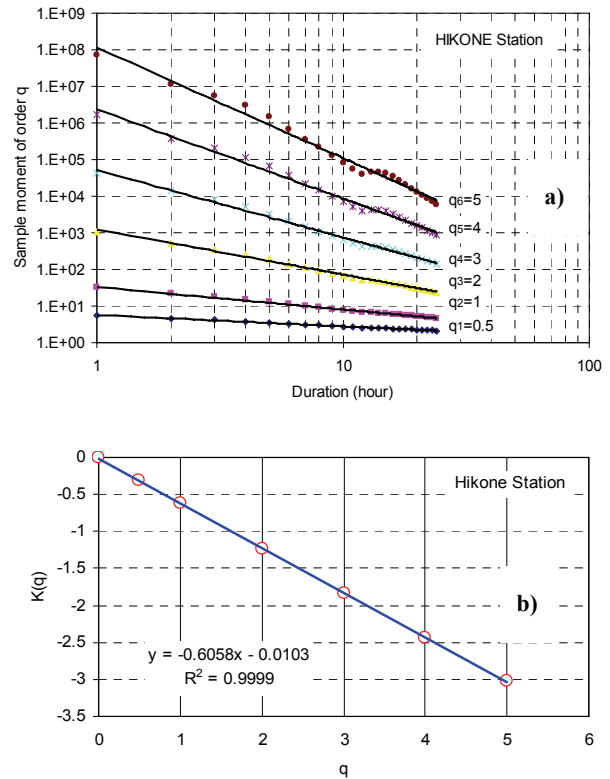 1.E+09
1.E+08
1.E+07
1.E+06
1.E+05
1.E+04
1.E+03
1.E+02
1.E+01
1.E+00
Sample moment of order q
HIKONE Station
a)
q6=5
q5=4
q4=3
q3=2
q2=1
q1=0.5
1 10 100
Duration (hour)
0
-0.5
-1
-1.5
-2
-2.5
-3
-3.5
K(q)
Hikone Station
b)
y = -0.6058x - 0.0103
R² = 0.9999
0 1 2 3 4 5 6
q